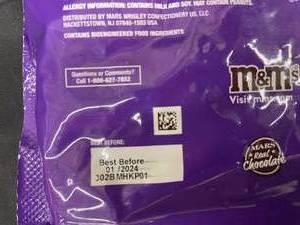 ALLERGY INFORMATION: CONTAINS MILK AND SOY. MAY CONTAIN PEANUTS.
DISTRIBUTED BY MARS WRIGLEY CONFECTIONERY US, LLC
HACKETTSTOWN, NJ 07840-1503 USA
CONTAINS BIOENGINEERED FOOD INGREDIENTS
Questions or Comments?
Call 1-800-627-7852
m&m's
Visit mms.com
BEST BEFORE:
Best Before
01 /2024
302BMHKP01
MARS
Real
Chocolate